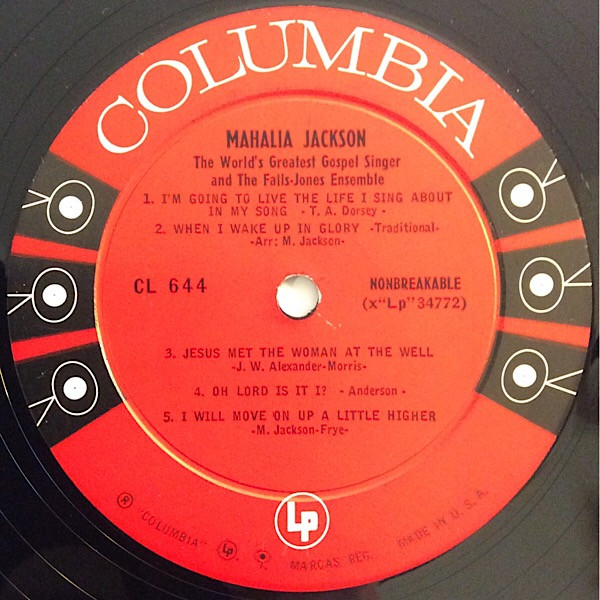 COLUMBIA
MAHALIA JACKSON
The World's Greatest Gospel Singer
and The Falls-Jones Ensemble
1. I'M GOING TO LIVE THE LIFE I SING ABOUT
IN MY SONG - T. A. Dorsey -
2. WHEN I WAKE UP IN GLORY -Traditional-
-Arr: M. Jackson-
CL 644
NONBREAKABLE
(x"Lp"34772)
3. JESUS MET THE WOMAN AT THE WELL
-J. W. Alexander-Morris-
4. OH LORD IS IT I? - Anderson -
5. I WILL MOVE ON UP A LITTLE HIGHER
-M. Jackson-Frye-
Lp
® "COLUMBIA" Lp MARCAS REG. MADE IN U. S. A.